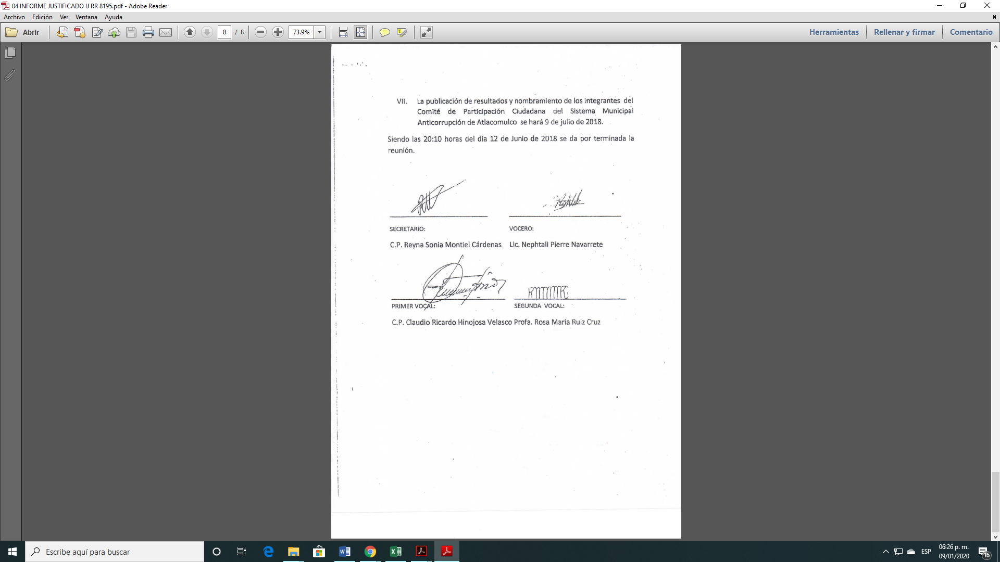 04 INFORME JUSTIFICADO IJ RR 8195.pdf - Adobe Reader
Archivo Edición Ver Ventana Ayuda
Abrir 8 / 8 73.9% Herramientas Rellenar y firmar Comentario
VII. La publicación de resultados y nombramiento de los integrantes del
Comité de Participación Ciudadana del Sistema Municipal
Anticorrupción de Atlacomulco se hará 9 de julio de 2018.
Siendo las 20:10 horas del día 12 de Junio de 2018 se da por terminada la
reunión.
SECRETARIO: VOCERO:
C.P. Reyna Sonia Montiel Cárdenas Lic. Nephtali Pierre Navarrete
PRIMER VOCAL: SEGUNDA VOCAL:
C.P. Claudio Ricardo Hinojosa Velasco Profa. Rosa María Ruiz Cruz
Escribe aquí para buscar
ESP
06:26 p. m.
09/01/2020
16